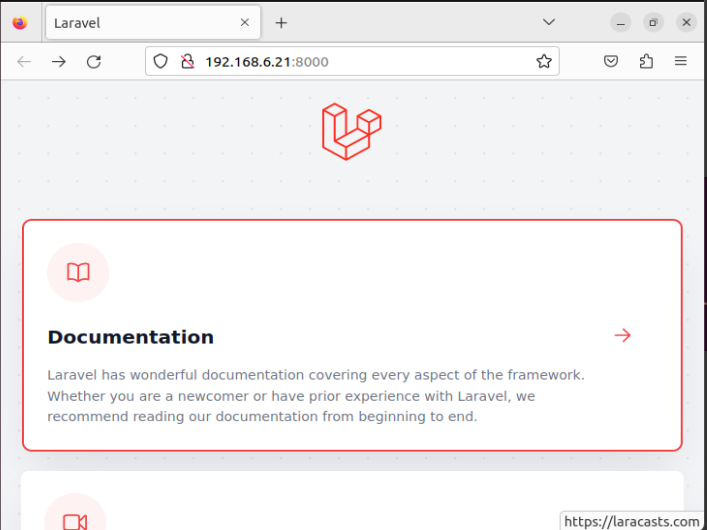 Laravel
192.168.6.21:8000
Documentation
Laravel has wonderful documentation covering every aspect of the framework.
Whether you are a newcomer or have prior experience with Laravel, we
recommend reading our documentation from beginning to end.
https://laracasts.com